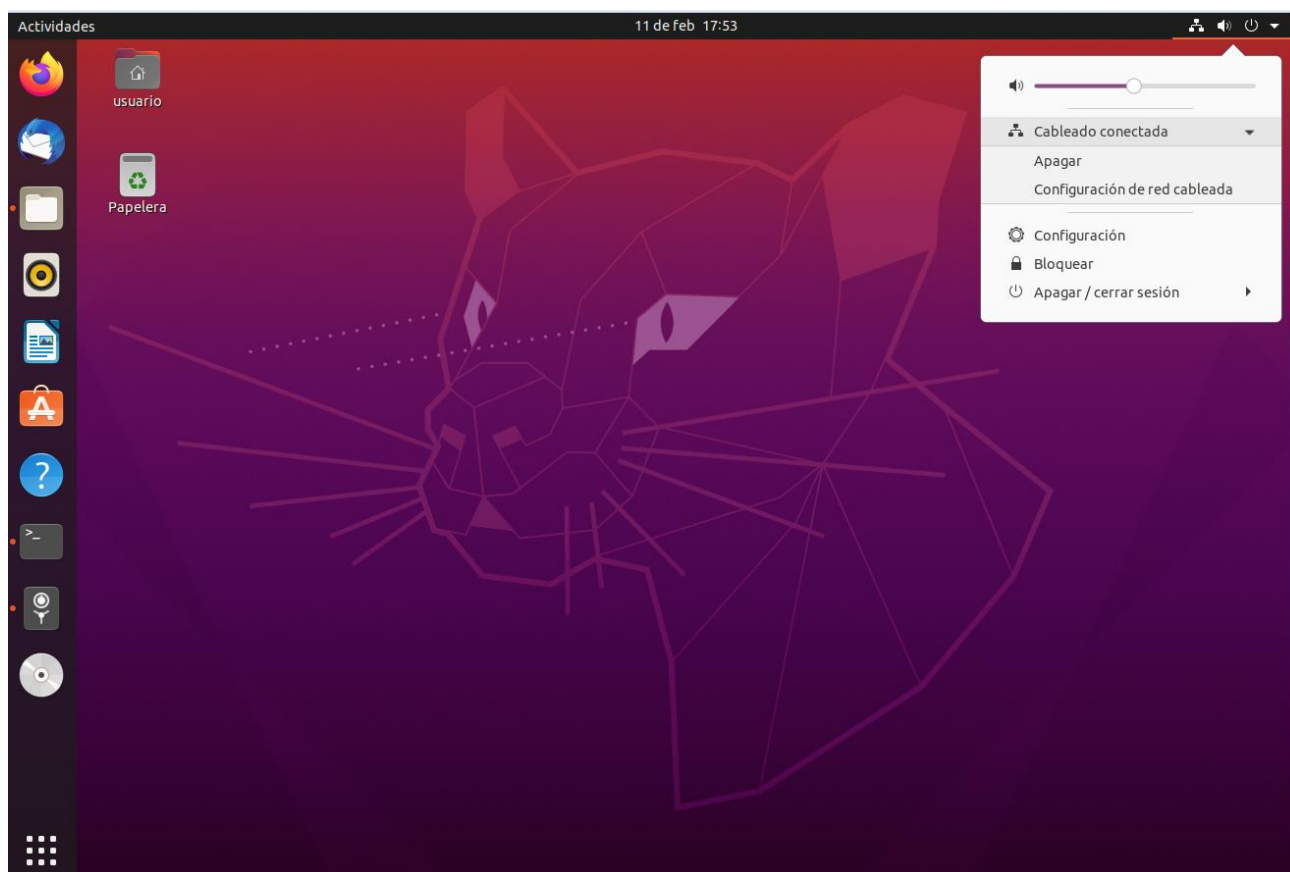 Actividades
11 de feb 17:53
usuario
Papelera
Cableado conectada
Apagar
Configuración de red cableada
Configuración
Bloquear
Apagar / cerrar sesión